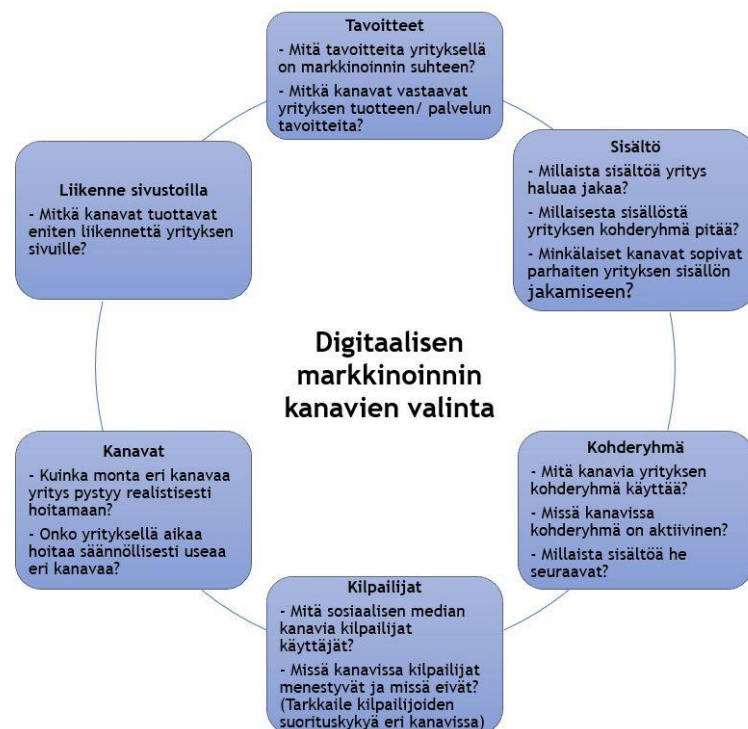 Tavoitteet
- Mitä tavoitteita yrityksellä
on markkinoinnin suhteen?
- Mitkä kanavat vastaavat
yrityksen tuotteen/ palvelun
tavoitteita?
Sisältö
- Millaista sisältöä yritys
haluaa jakaa?
- Millaisesta sisällöstä
yrityksen kohderyhmä pitää?
- Minkälaiset kanavat sopivat
parhaiten yrityksen sisällön
jakamiseen?
Kohderyhmä
- Mitä kanavia yrityksen
kohderyhmä käyttää?
- Missä kanavissa
kohderyhmä on aktiivinen?
- Millaista sisältöä he
seuraavat?
Kilpailijat
- Mitä sosiaalisen median
kanavia kilpailijat
käyttäjät?
- Missä kanavissa kilpailijat
menestyvät ja missä eivät?
(Tarkkaile kilpailijoiden
suorituskykyä eri kanavissa)
Kanavat
- Kuinka monta eri kanavaa
yritys pystyy realistisesti
hoitamaan?
- Onko yrityksellä aikaa
hoitaa säännöllisesti useaa
eri kanavaa?
Liikenne sivustoilla
- Mitkä kanavat tuottavat
eniten liikennettä yrityksen
sivuille?
Digitaalisen
markkinoinnin
kanavien valinta